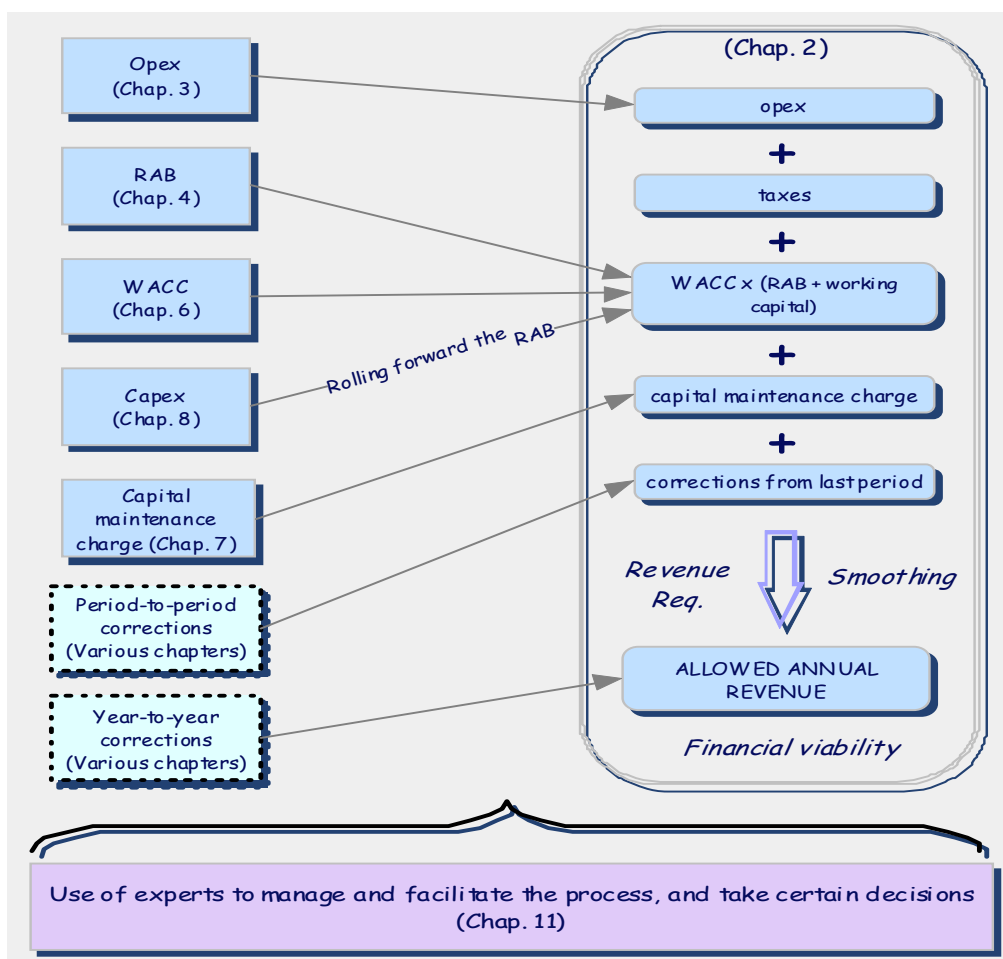 Opex
(Chap. 3)
RAB
(Chap. 4)
WACC
(Chap. 6)
Rolling forward the RAB
Capex
(Chap. 8)
Capital
maintenance
charge (Chap. 7)
Period-to-period
corrections
(Various chapters)
Year-to-year
corrections
(Various chapters)
(Chap. 2)
opex
+
taxes
+
WACC x (RAB + working
capital)
+
capital maintenance charge
+
corrections from last period
Revenue
Req.
Smoothing
ALLOWED ANNUAL
REVENUE
Financial viability
Use of experts to manage and facilitate the process, and take certain decisions
(Chap. 11)